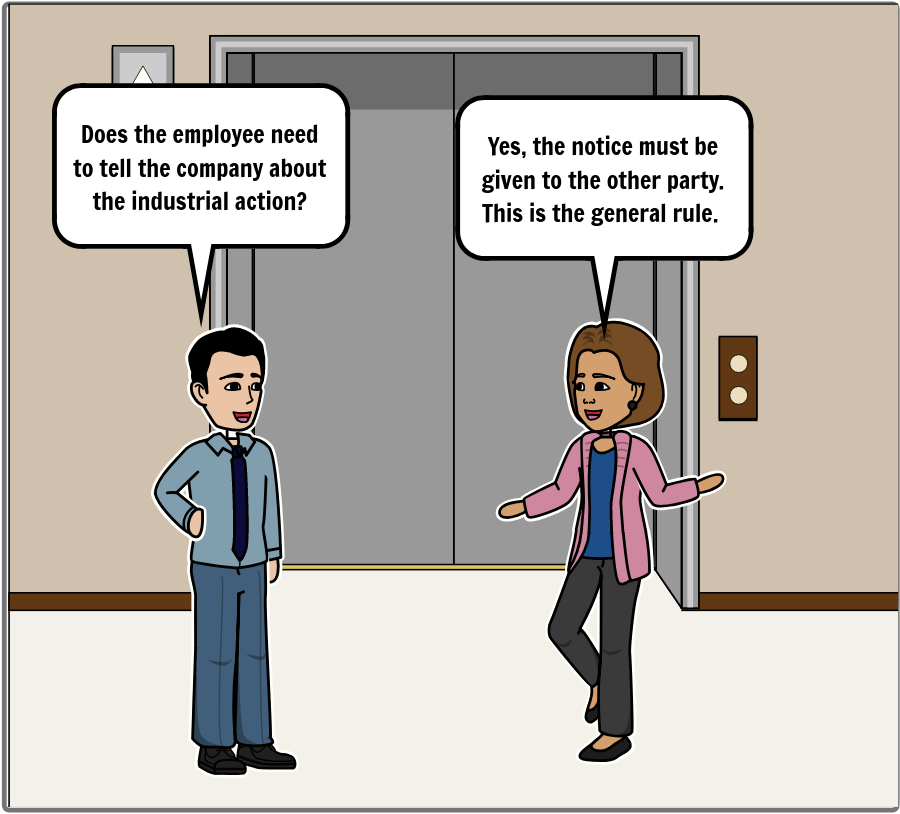 Does the employee need
to tell the company about
the industrial action?
Yes, the notice must be
given to the other party.
This is the general rule.